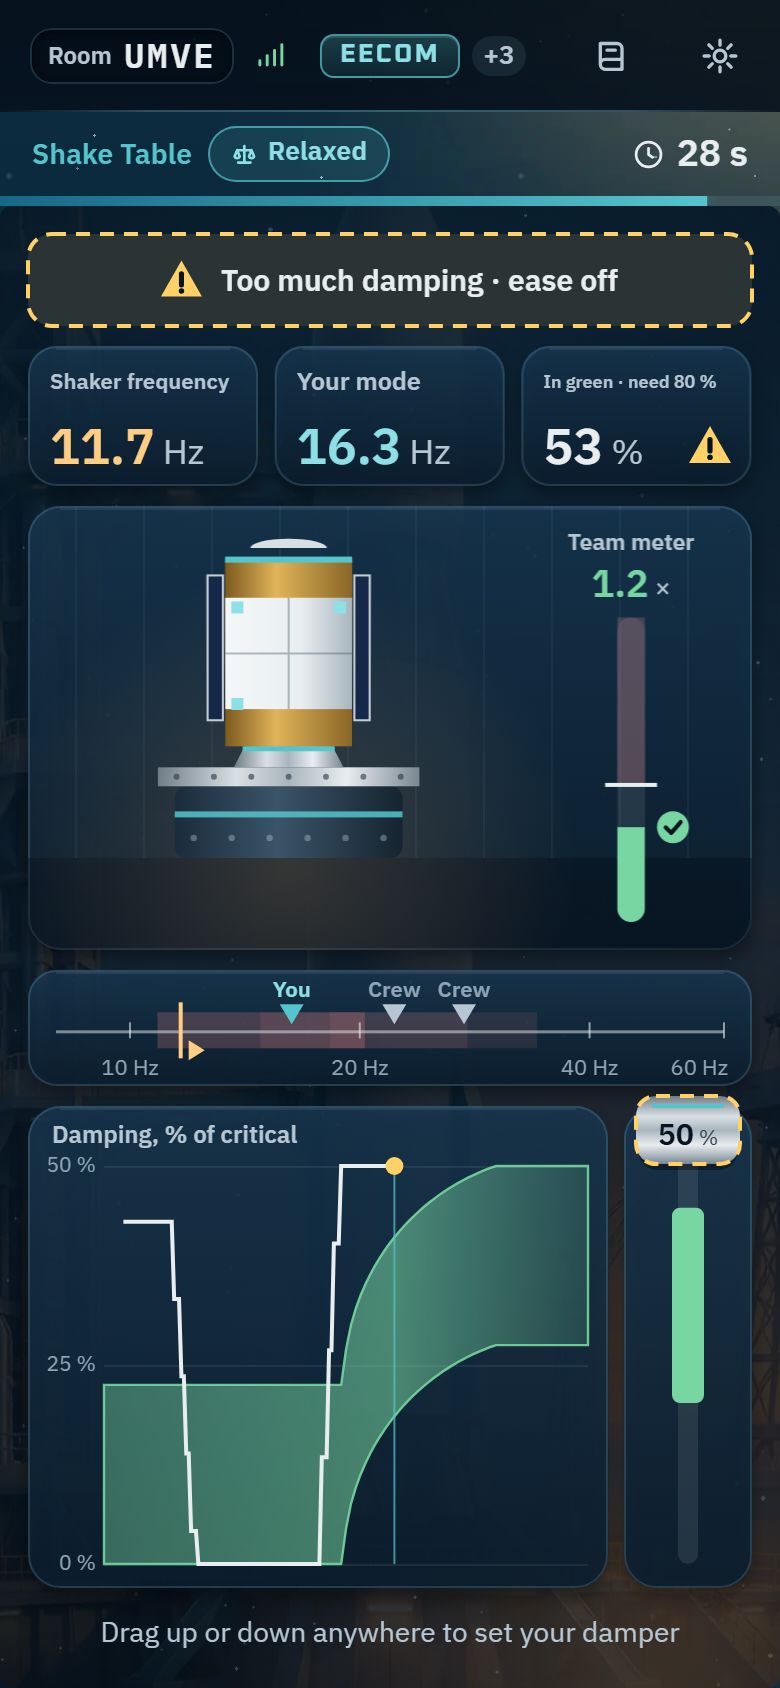 Room UMVE EECOM +3
Shake Table Relaxed 28 s
Too much damping · ease off
Shaker frequency Your mode In green · need 80 %
11.7 Hz 16.3 Hz 53 %
Team meter
1.2 ×
You Crew Crew
10 Hz 20 Hz 40 Hz 60 Hz
Damping, % of critical
50 %
50 %
25 %
0 %
Drag up or down anywhere to set your damper